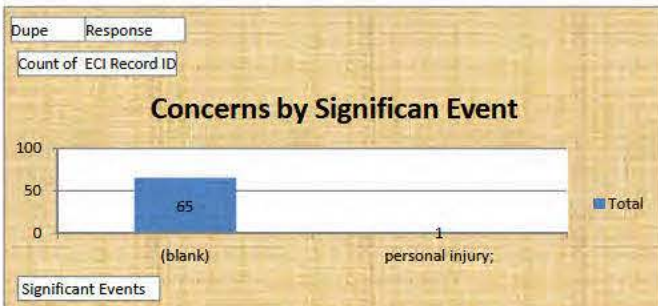 Dupe Response
Count of ECI Record ID
Concerns by Significan Event
100
50
0
65
1
(blank) personal injury;
Total
Significant Events